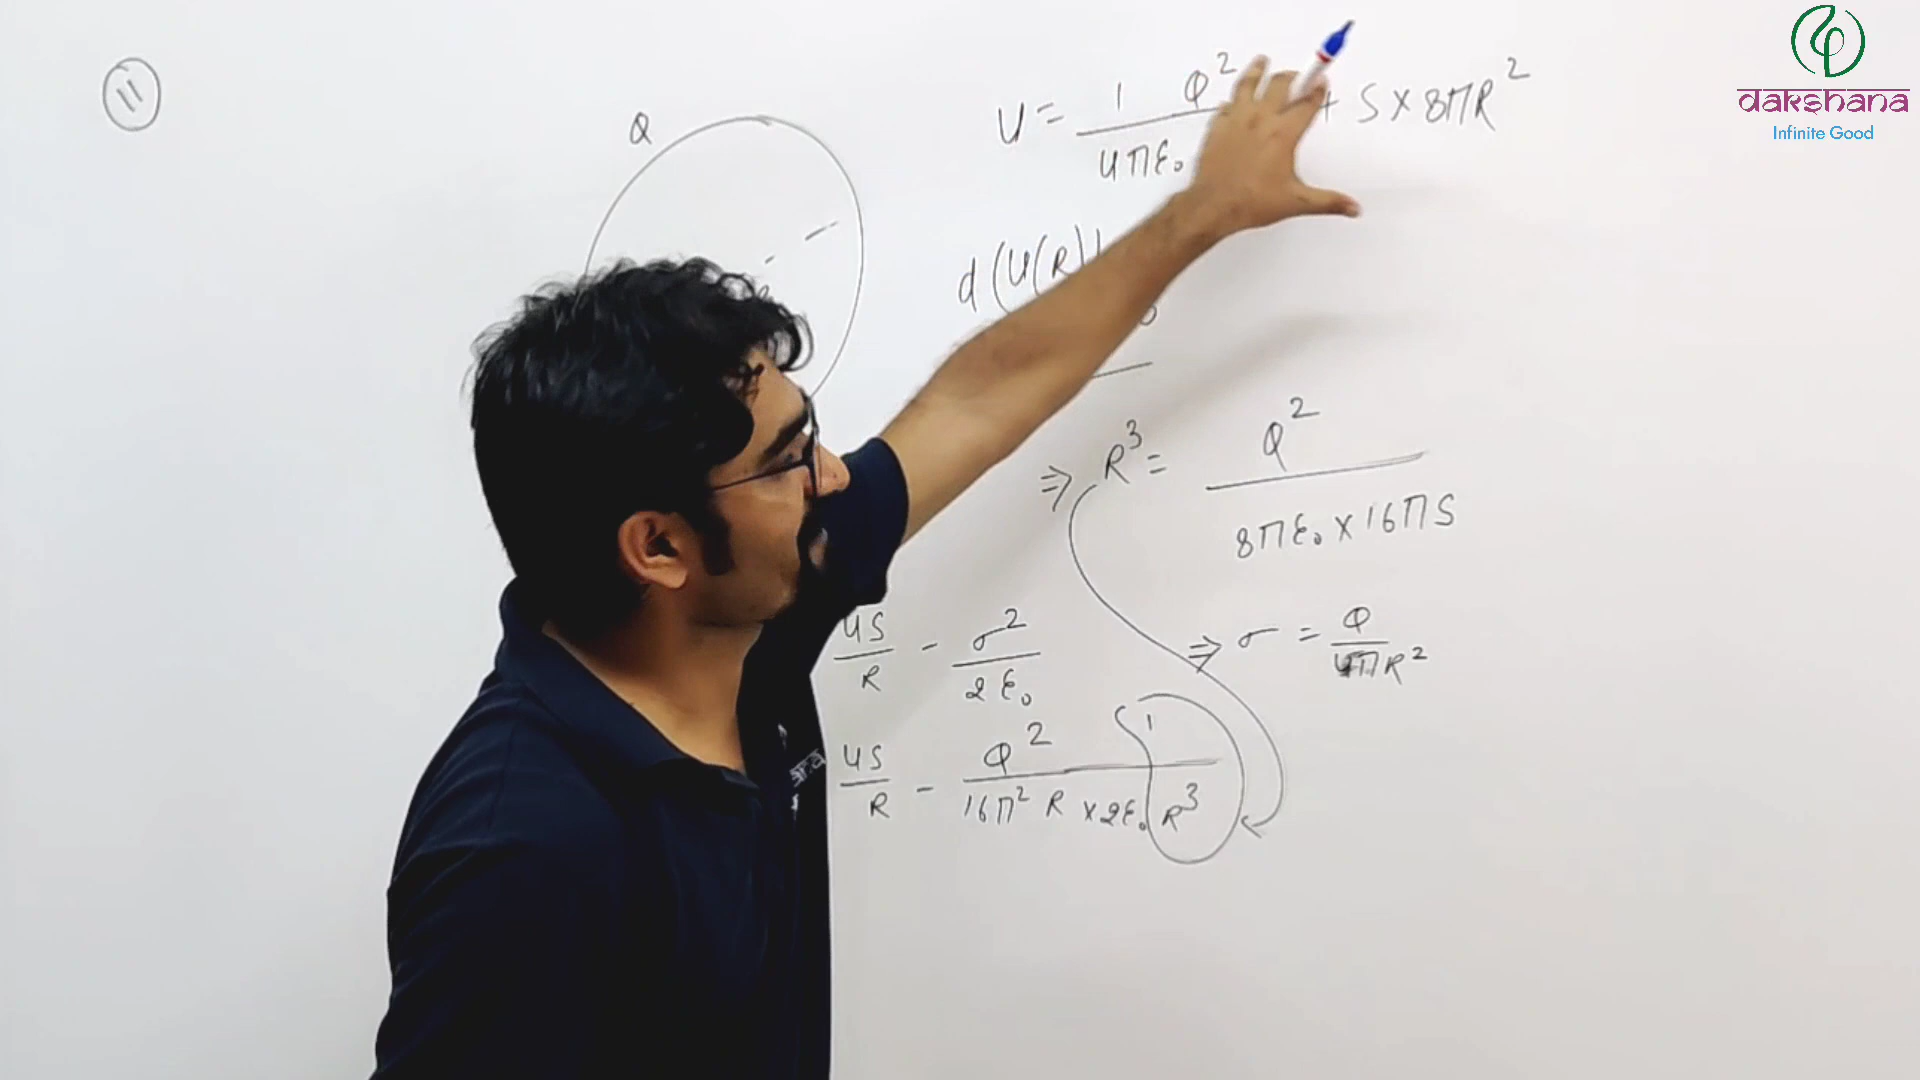 11
Q
U = 1 Q² + S × 8πR²
4πε₀
d(U(R))
⇒ R³ = Q²
8πε₀ × 16πS
4S/R − σ²/2ε₀
⇒ σ = Q/4πR²
4S/R − Q² 1
16π² R × 2ε₀ R³
dakshana
Infinite Good